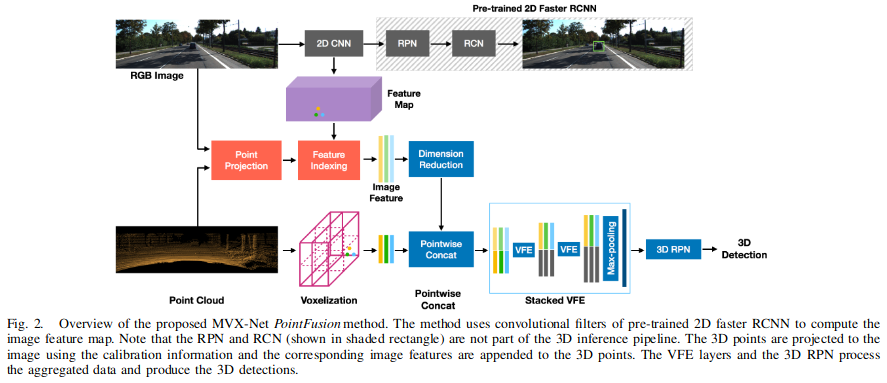 Pre-trained 2D Faster RCNN
2D CNN
RPN
RCN
RGB Image
Feature
Map
Point
Projection
Feature
Indexing
Dimension
Reduction
Image
Feature
Pointwise
Concat
VFE
VFE
Max-pooling
3D RPN
3D
Detection
Point Cloud
Voxelization
Pointwise
Concat
Stacked VFE
Fig. 2. Overview of the proposed MVX-Net PointFusion method. The method uses convolutional filters of pre-trained 2D faster RCNN to compute the
image feature map. Note that the RPN and RCN (shown in shaded rectangle) are not part of the 3D inference pipeline. The 3D points are projected to the
image using the calibration information and the corresponding image features are appended to the 3D points. The VFE layers and the 3D RPN process
the aggregated data and produce the 3D detections.